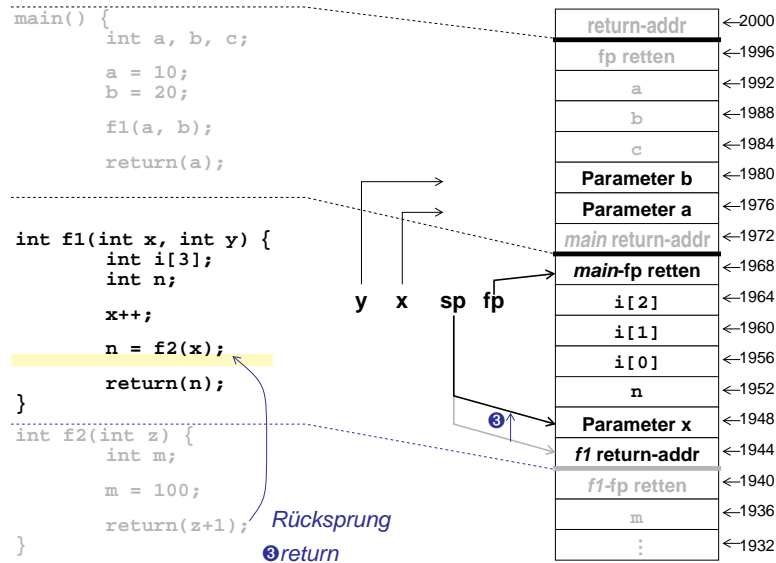 main() {
int a, b, c;
a = 10;
b = 20;
f1(a, b);
return(a);
int f1(int x, int y) {
int i[3];
int n;
x++;
n = f2(x);
return(n);
}
int f2(int z) {
int m;
m = 100;
return(z+1);
}
Rücksprung
❸return
y x sp fp
❸
return-addr ←2000
fp retten ←1996
a ←1992
b ←1988
c ←1984
Parameter b ←1980
Parameter a ←1976
main return-addr ←1972
main-fp retten ←1968
i[2] ←1964
i[1] ←1960
i[0] ←1956
n ←1952
Parameter x ←1948
f1 return-addr ←1944
f1-fp retten ←1940
m ←1936
⋮ ←1932